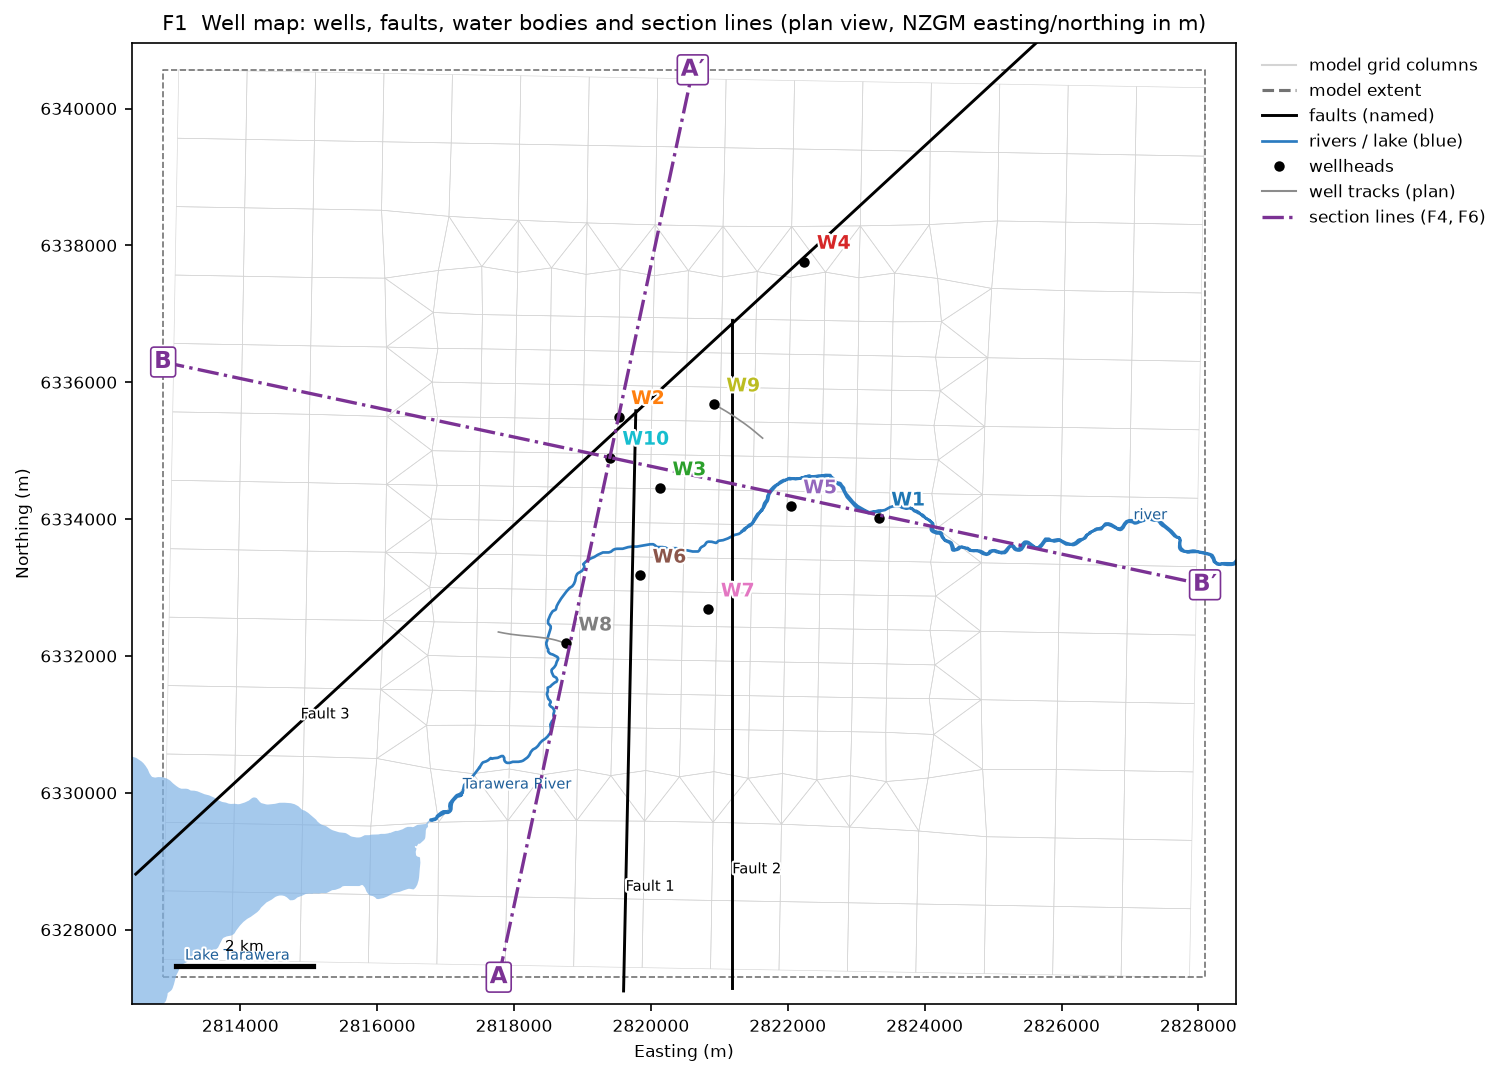 F1  Well map: wells, faults, water bodies and section lines (plan view, NZGM easting/northing in m)
model grid columns
model extent
faults (named)
rivers / lake (blue)
wellheads
well tracks (plan)
section lines (F4, F6)
Northing (m)
6340000
6338000
6336000
6334000
6332000
6330000
6328000
A′
W4
B
W2
W9
W10
W3
W5
W1
river
W6
W7
B′
W8
Fault 3
Tarawera River
Fault 2
Fault 1
2 km
Lake Tarawera
A
2814000
2816000
2818000
2820000
2822000
2824000
2826000
2828000
Easting (m)